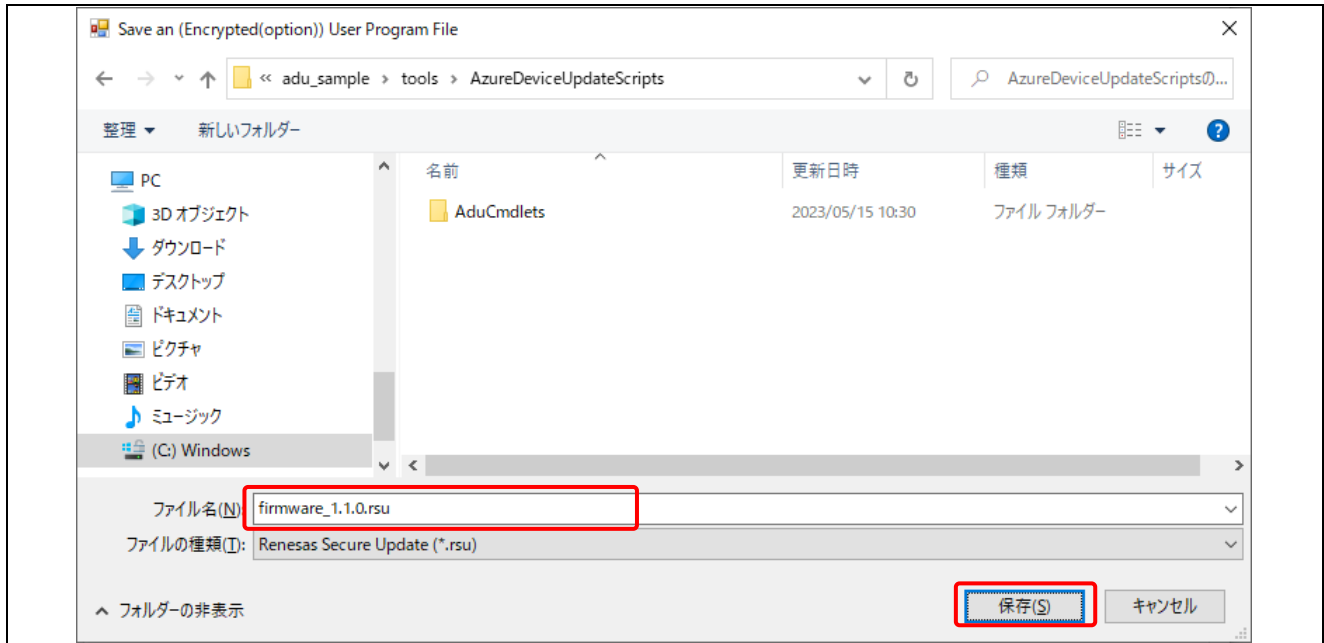 Save an (Encrypted(option)) User Program File
« adu_sample › tools › AzureDeviceUpdateScripts
AzureDeviceUpdateScriptsの...
整理 新しいフォルダー
名前 更新日時 種類 サイズ
PC
3D オブジェクト
ダウンロード
デスクトップ
ドキュメント
ピクチャ
ビデオ
ミュージック
(C:) Windows
AduCmdlets 2023/05/15 10:30 ファイル フォルダー
ファイル名(N): firmware_1.1.0.rsu
ファイルの種類(T): Renesas Secure Update (*.rsu)
フォルダーの非表示
保存(S) キャンセル